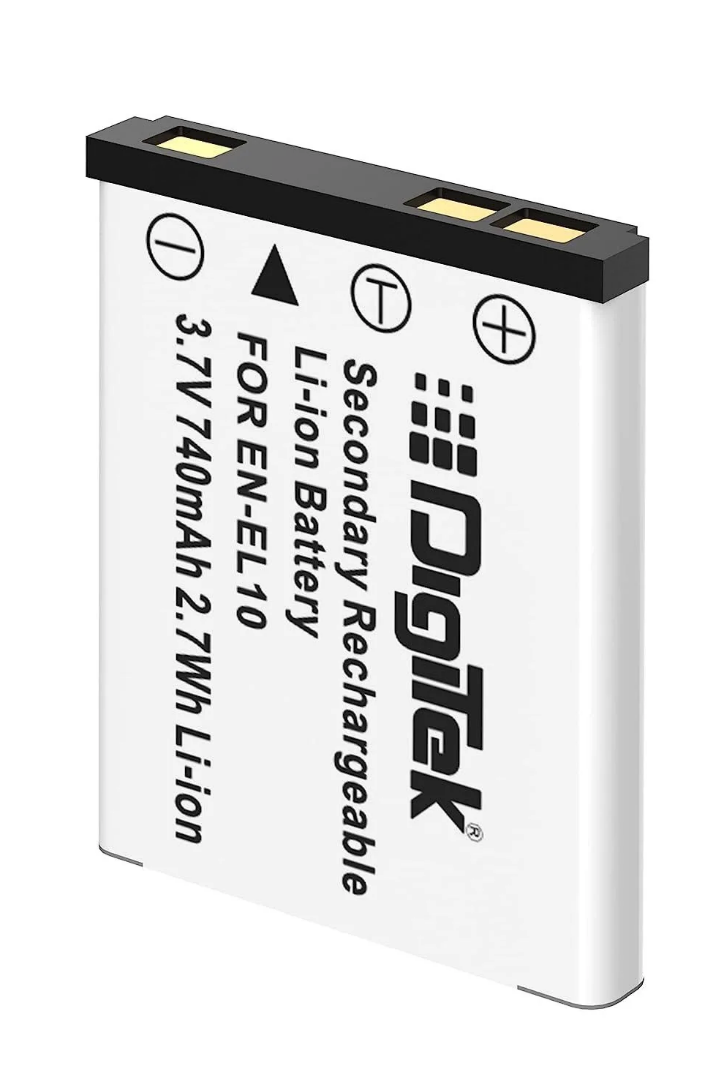 DIGITEK®
Secondary Rechargeable
Li-ion Battery
FOR EN-EL10
3.7V 740mAh 2.7Wh Li-ion
− T +